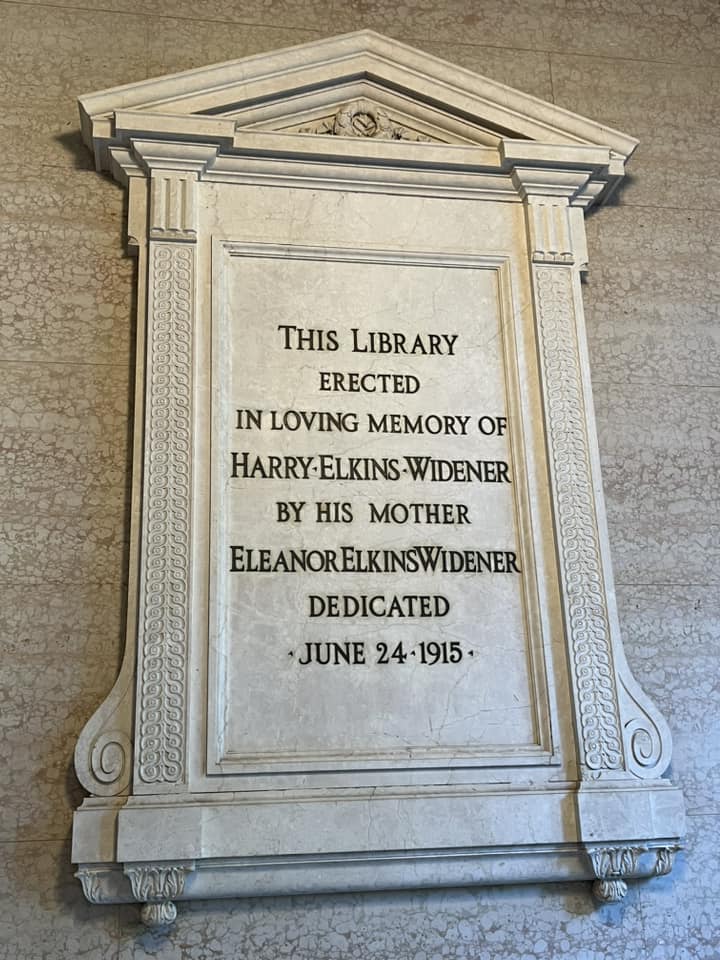 THIS LIBRARY
ERECTED
IN LOVING MEMORY OF
HARRY·ELKINS·WIDENER
BY HIS MOTHER
ELEANOR ELKINS WIDENER
DEDICATED
·JUNE 24·1915·